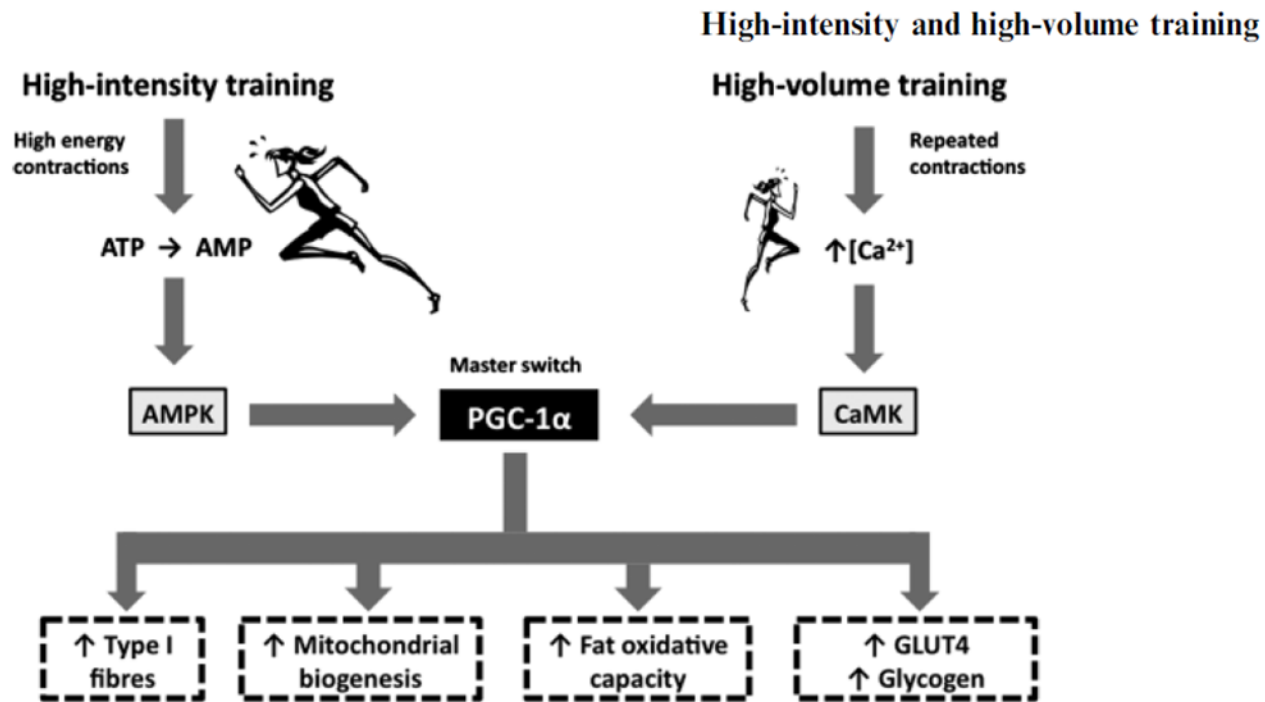 High-intensity and high-volume training
High-intensity training
High-volume training
High energy
contractions
Repeated
contractions
ATP → AMP
↑[Ca²⁺]
Master switch
AMPK
PGC-1α
CaMK
↑ Type I
fibres
↑ Mitochondrial
biogenesis
↑ Fat oxidative
capacity
↑ GLUT4
↑ Glycogen